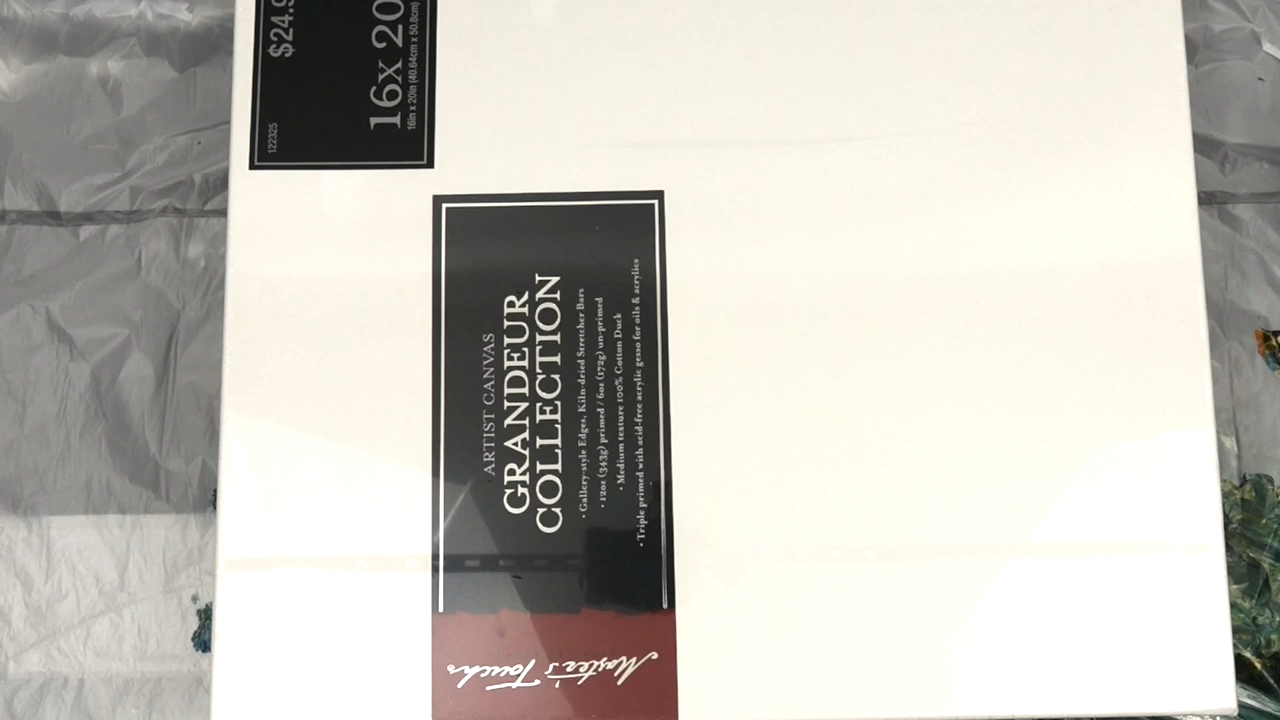 $24.9
16x 20
16in x 20in (40.64cm x 50.8cm)
122325
ARTIST CANVAS
GRANDEUR
COLLECTION
• Gallery-style Edges, Kiln-dried Stretcher Bars
• 12oz (343g) primed / 6oz (172g) un-primed
• Medium texture 100% Cotton Duck
• Triple primed with acid-free acrylic gesso for oils & acrylics
Master's Touch®